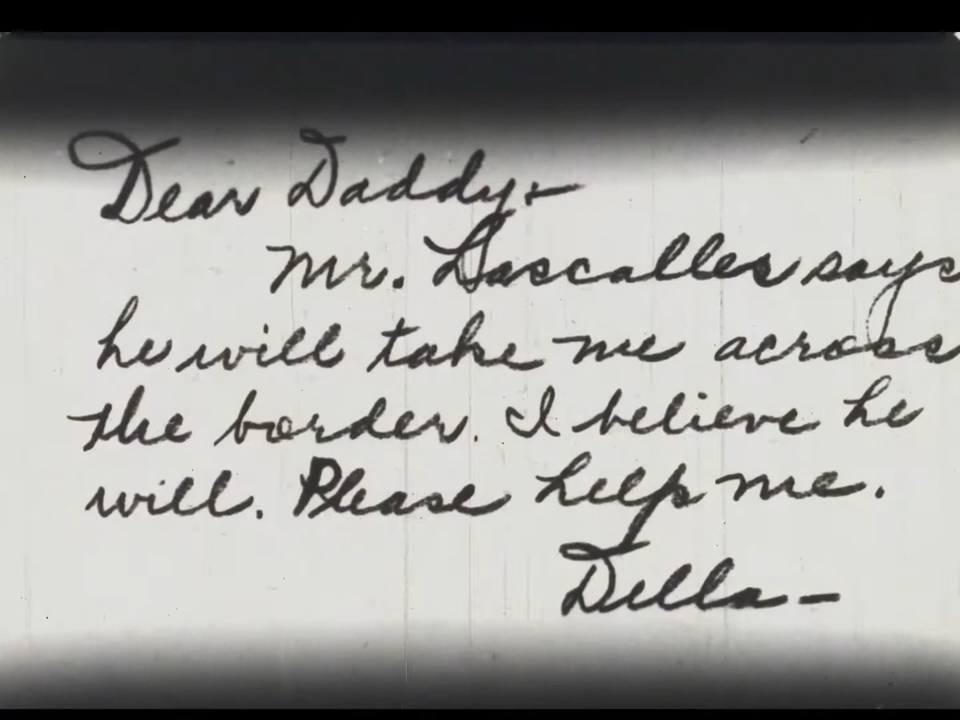 Dear Daddy,-
Mr. Lascalles says
he will take me across
the border. I believe he
will. Please help me.
Della-